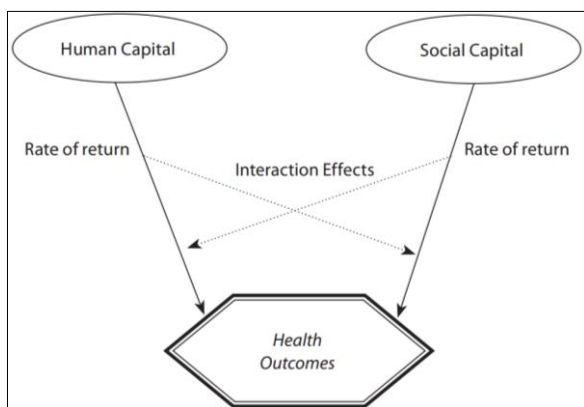 Human Capital
Social Capital
Rate of return
Rate of return
Interaction Effects
Health
Outcomes